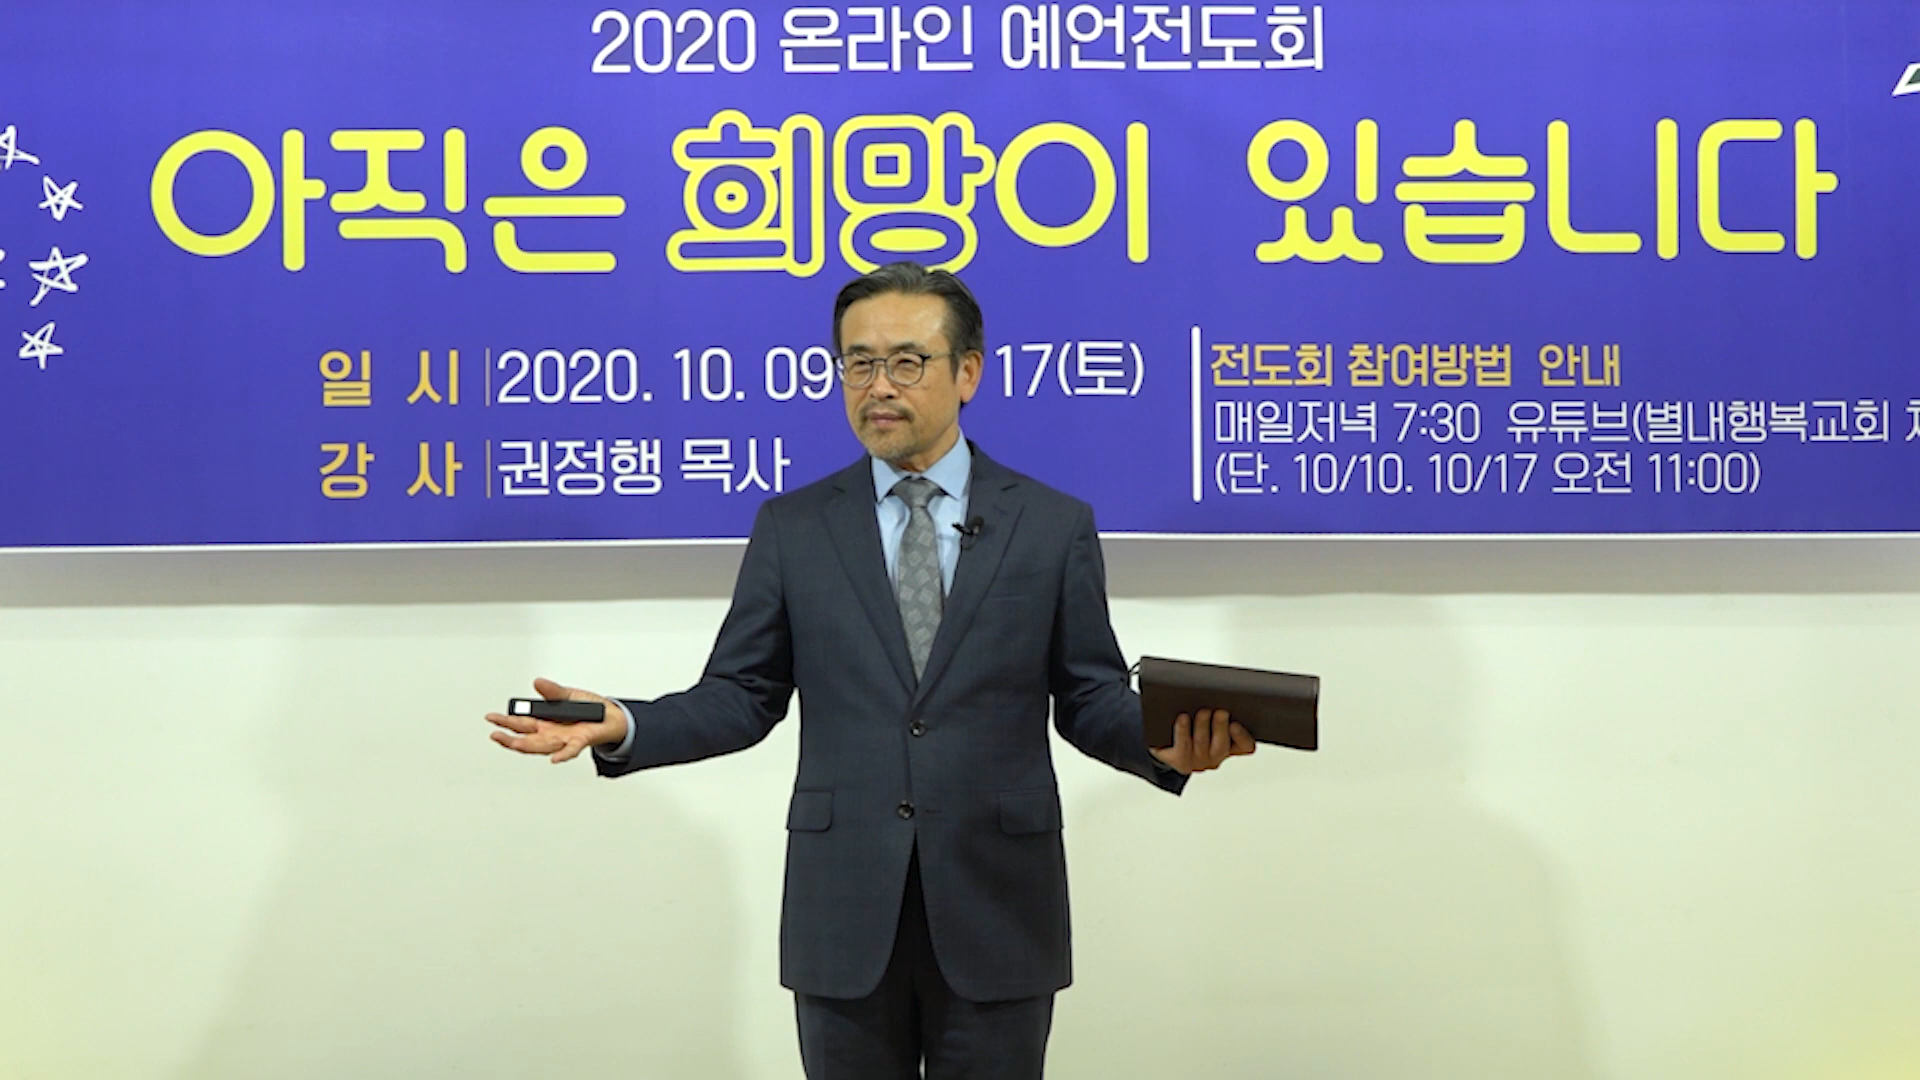 2020 온라인 예언전도회
아직은 희망이 있습니다
일 시 2020. 10. 09 17(토)
강 사 권정행 목사
전도회 참여방법 안내
매일저녁 7:30 유튜브(별내행복교회
(단. 10/10. 10/17 오전 11:00)